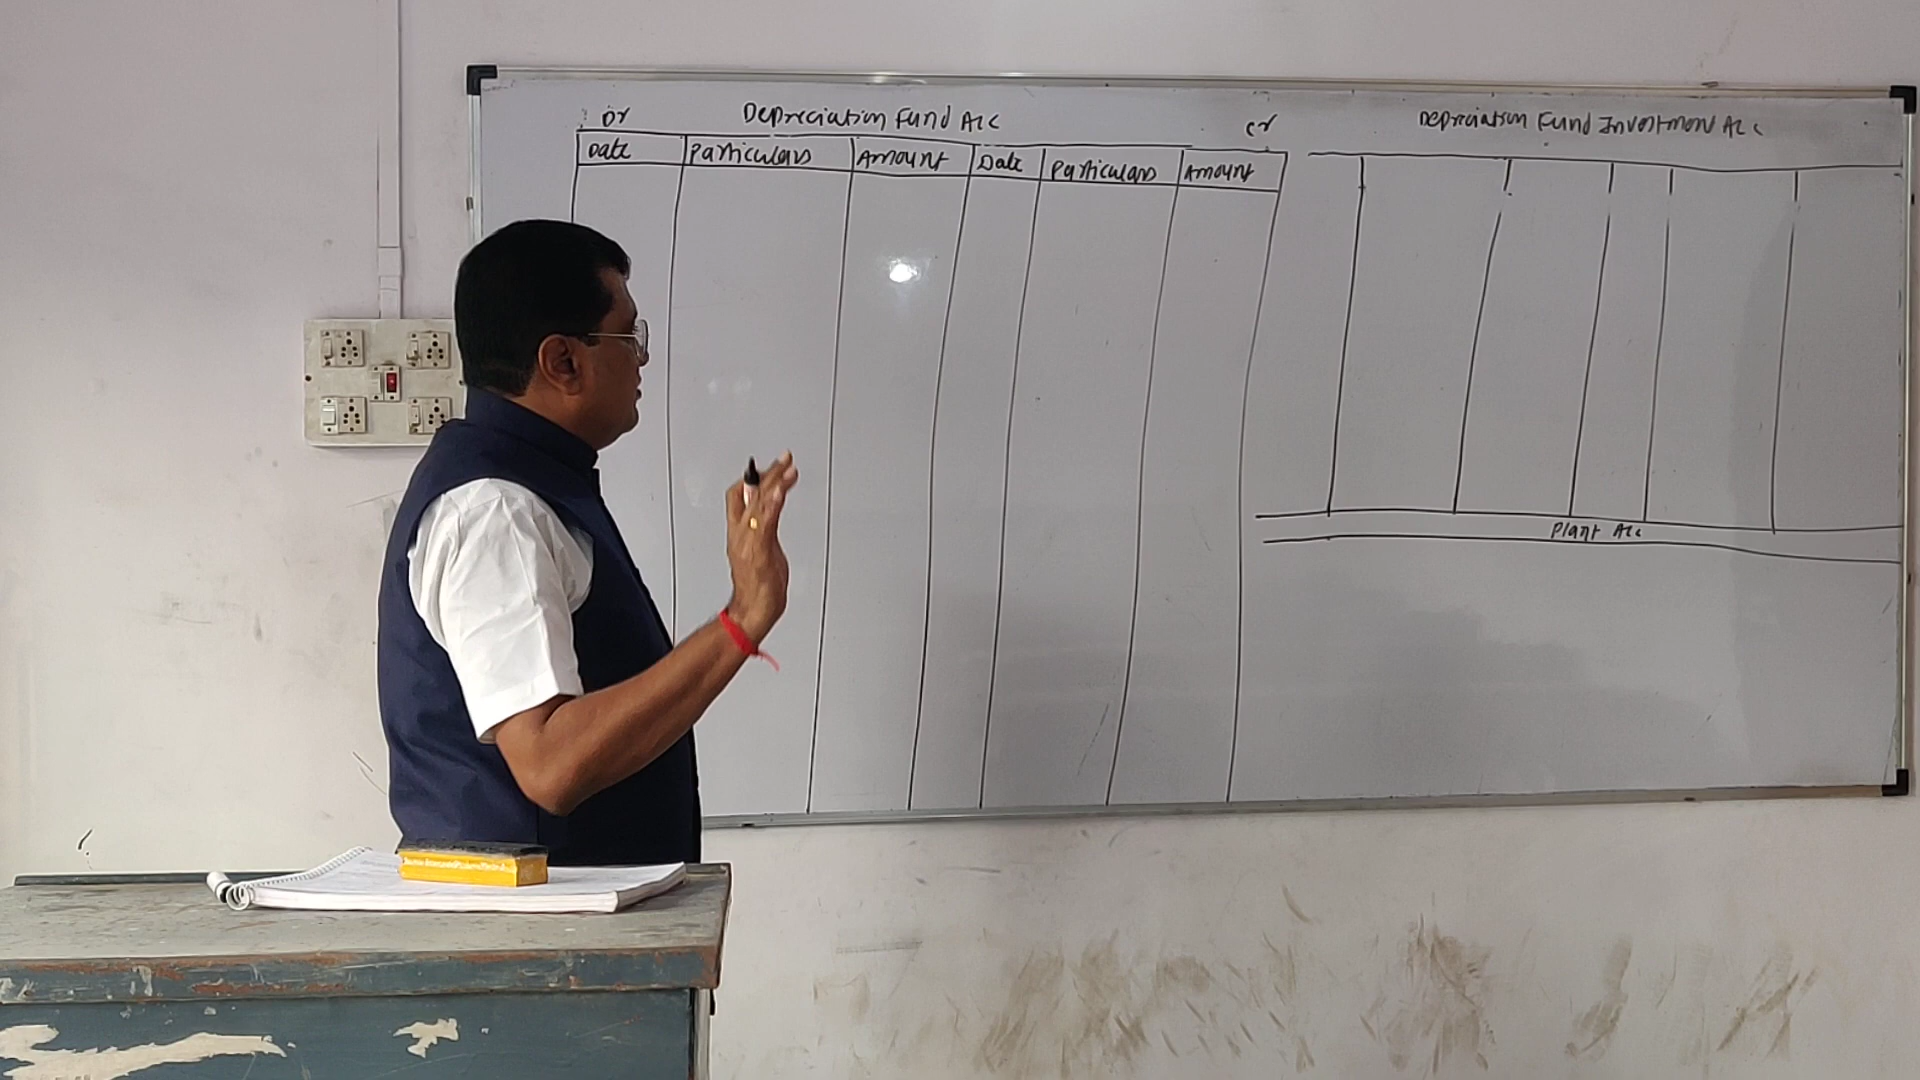 Dr Depreciation Fund A/c Cr
Date Particulars Amount Date Particulars Amount
Depreciation Fund Investment A/c
Plant A/c